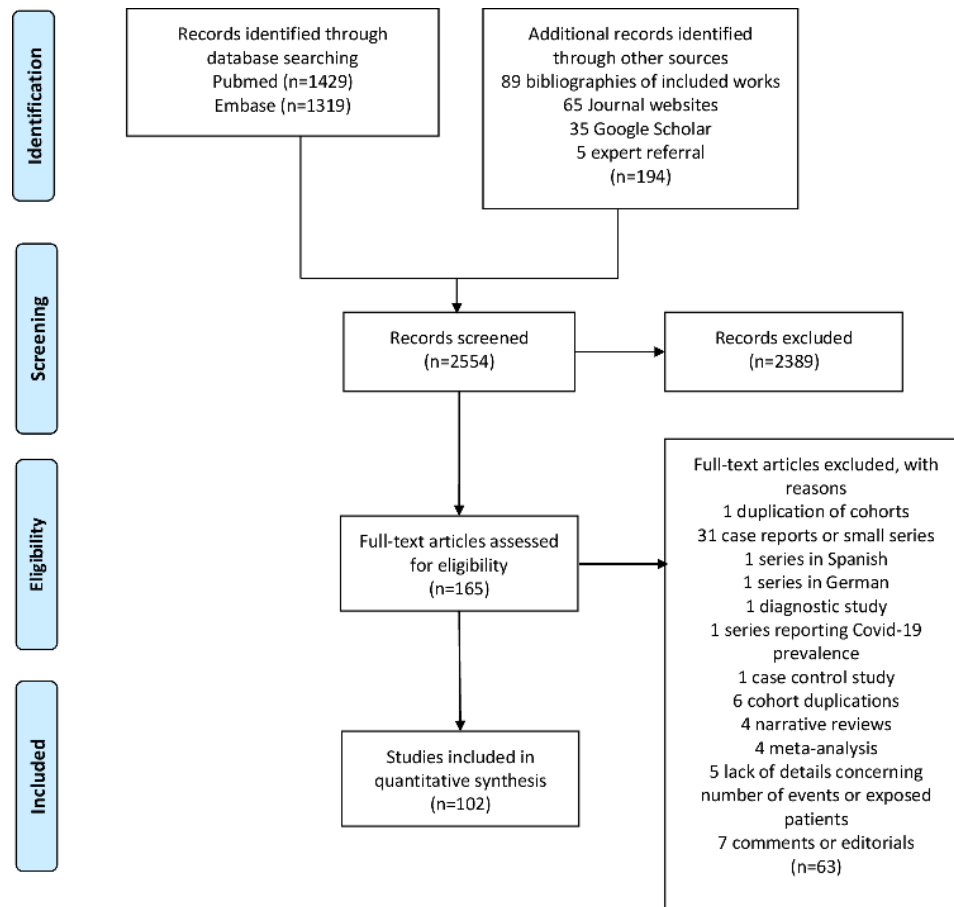 Identification
Records identified through
database searching
Pubmed (n=1429)
Embase (n=1319)
Additional records identified
through other sources
89 bibliographies of included works
65 Journal websites
35 Google Scholar
5 expert referral
(n=194)
Screening
Records screened
(n=2554)
Records excluded
(n=2389)
Eligibility
Full-text articles assessed
for eligibility
(n=165)
Full-text articles excluded, with
reasons
1 duplication of cohorts
31 case reports or small series
1 series in Spanish
1 series in German
1 diagnostic study
1 series reporting Covid-19
prevalence
1 case control study
6 cohort duplications
4 narrative reviews
4 meta-analysis
5 lack of details concerning
number of events or exposed
patients
7 comments or editorials
(n=63)
Included
Studies included in
quantitative synthesis
(n=102)